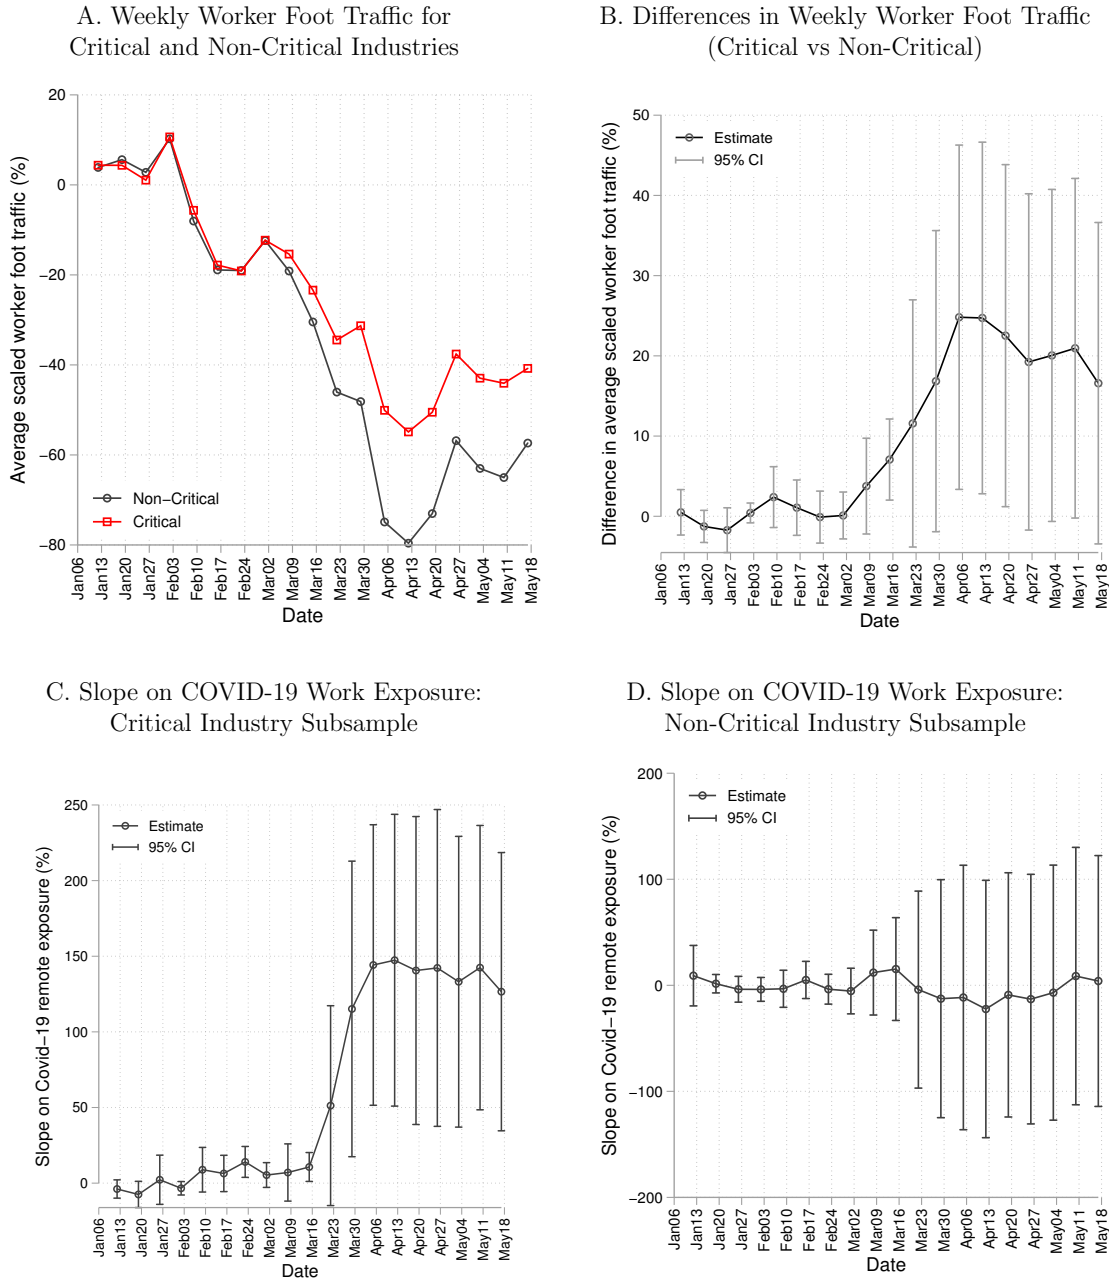 A. Weekly Worker Foot Traffic for
Critical and Non-Critical Industries
Average scaled worker foot traffic (%)
20
0
−20
−40
−60
−80
Non−Critical
Critical
Jan06
Jan13
Jan20
Jan27
Feb03
Feb10
Feb17
Feb24
Mar02
Mar09
Mar16
Mar23
Mar30
Apr06
Apr13
Apr20
Apr27
May04
May11
May18
Date
B. Differences in Weekly Worker Foot Traffic
(Critical vs Non-Critical)
Difference in average scaled worker foot traffic (%)
50
40
30
20
10
0
Estimate
95% CI
Jan06
Jan13
Jan20
Jan27
Feb03
Feb10
Feb17
Feb24
Mar02
Mar09
Mar16
Mar23
Mar30
Apr06
Apr13
Apr20
Apr27
May04
May11
May18
Date
C. Slope on COVID-19 Work Exposure:
Critical Industry Subsample
Slope on Covid−19 remote exposure (%)
250
200
150
100
50
0
Estimate
95% CI
Jan06
Jan13
Jan20
Jan27
Feb03
Feb10
Feb17
Feb24
Mar02
Mar09
Mar16
Mar23
Mar30
Apr06
Apr13
Apr20
Apr27
May04
May11
May18
Date
D. Slope on COVID-19 Work Exposure:
Non-Critical Industry Subsample
Slope on Covid−19 remote exposure (%)
200
100
0
−100
−200
Estimate
95% CI
Jan06
Jan13
Jan20
Jan27
Feb03
Feb10
Feb17
Feb24
Mar02
Mar09
Mar16
Mar23
Mar30
Apr06
Apr13
Apr20
Apr27
May04
May11
May18
Date